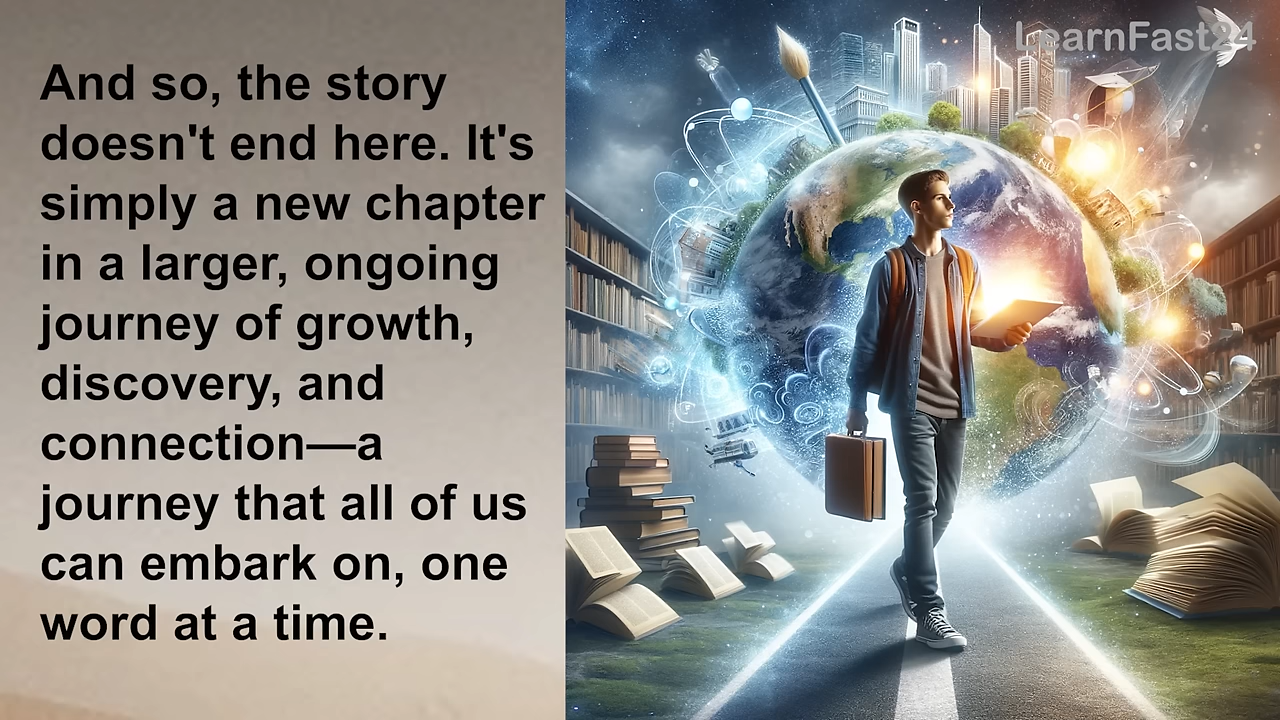 And so, the story
doesn't end here. It's
simply a new chapter
in a larger, ongoing
journey of growth,
discovery, and
connection—a
journey that all of us
can embark on, one
word at a time.
LearnFast24